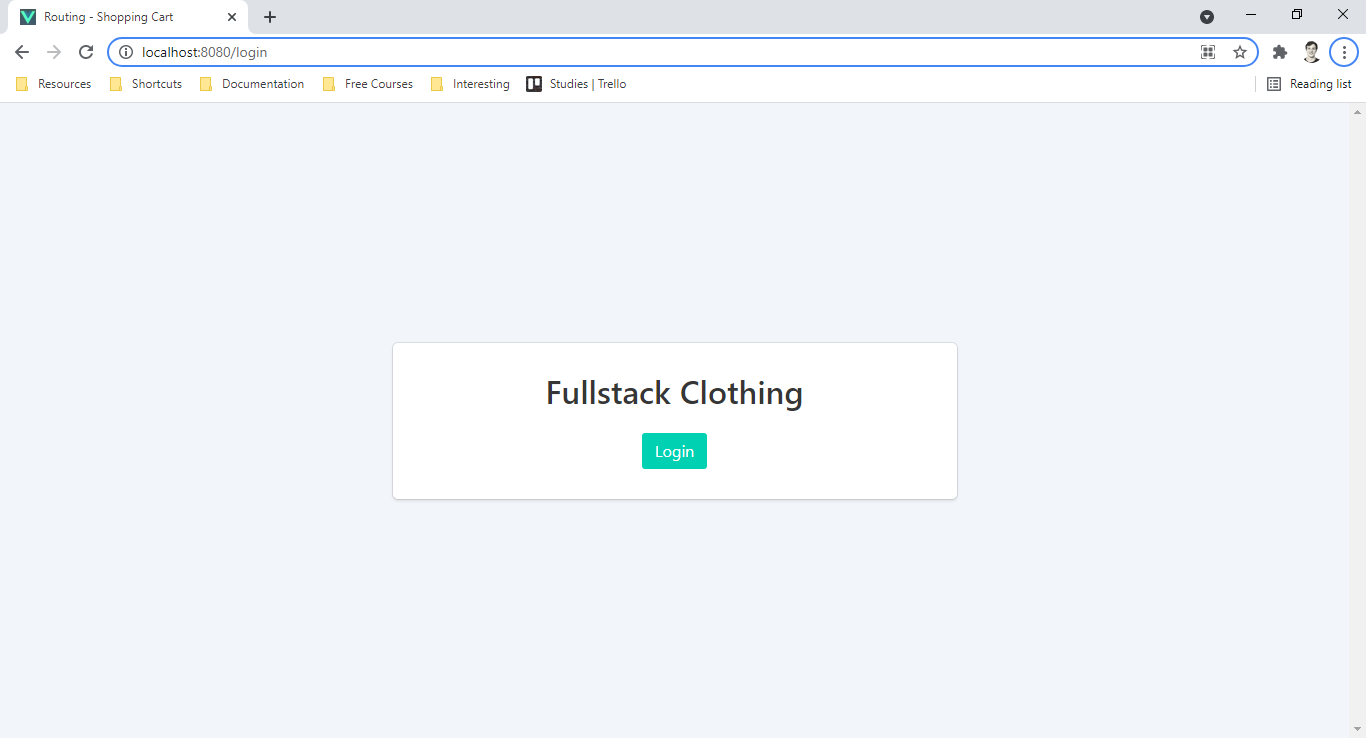 Routing - Shopping Cart
localhost:8080/login
Resources Shortcuts Documentation Free Courses Interesting Studies | Trello Reading list
Fullstack Clothing
Login